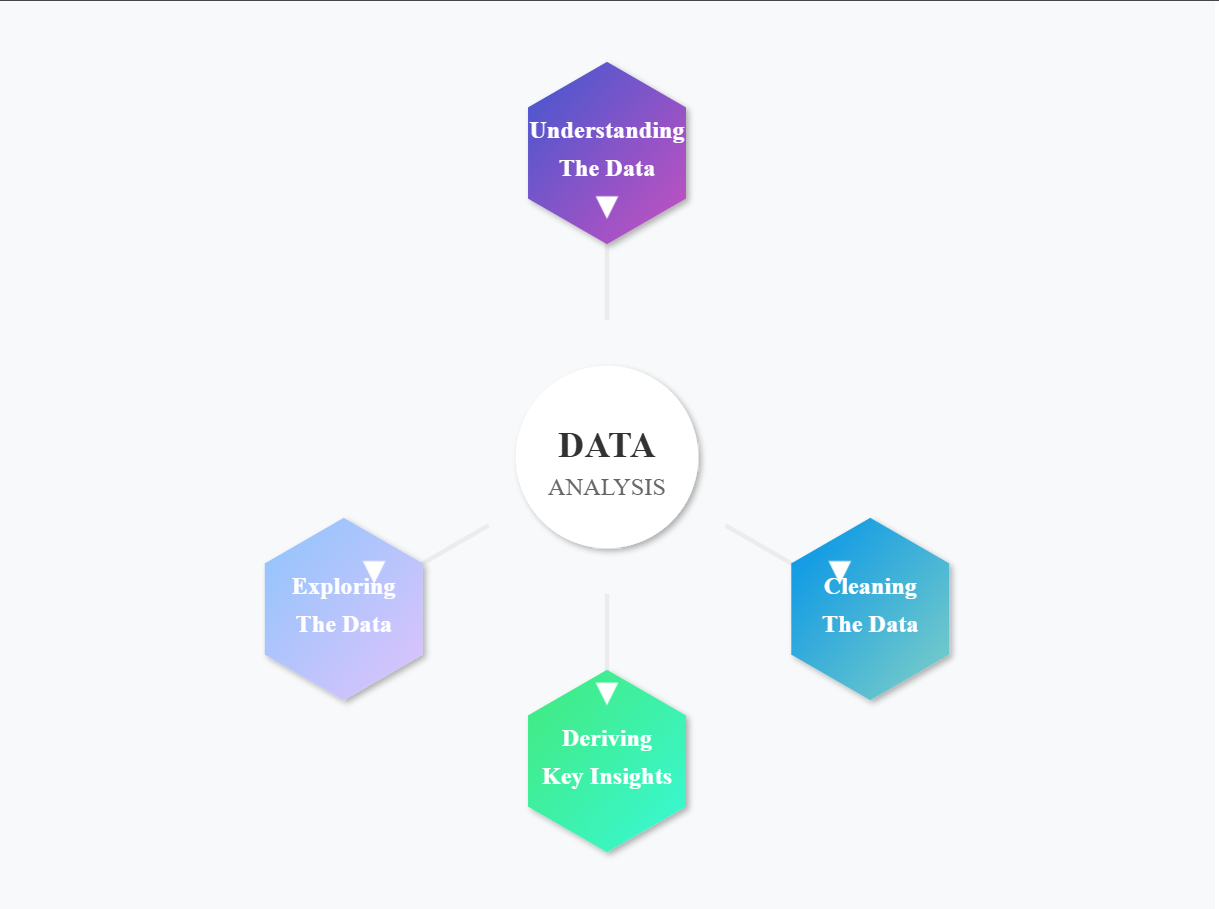 Understanding
The Data
DATA
ANALYSIS
Exploring
The Data
Cleaning
The Data
Deriving
Key Insights